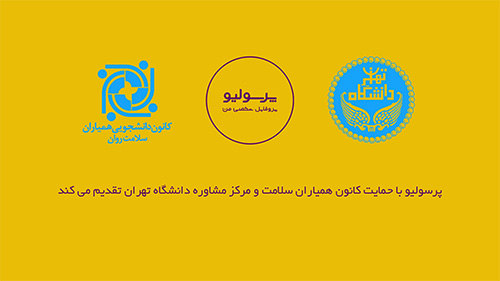 تهران
دانشگاه
پرسولیو
پروفایل شخصی من
کانون دانشجویی همیاران
سلامت روان
پرسولیو با حمایت کانون همیاران سلامت و مرکز مشاوره دانشگاه تهران تقدیم می کند